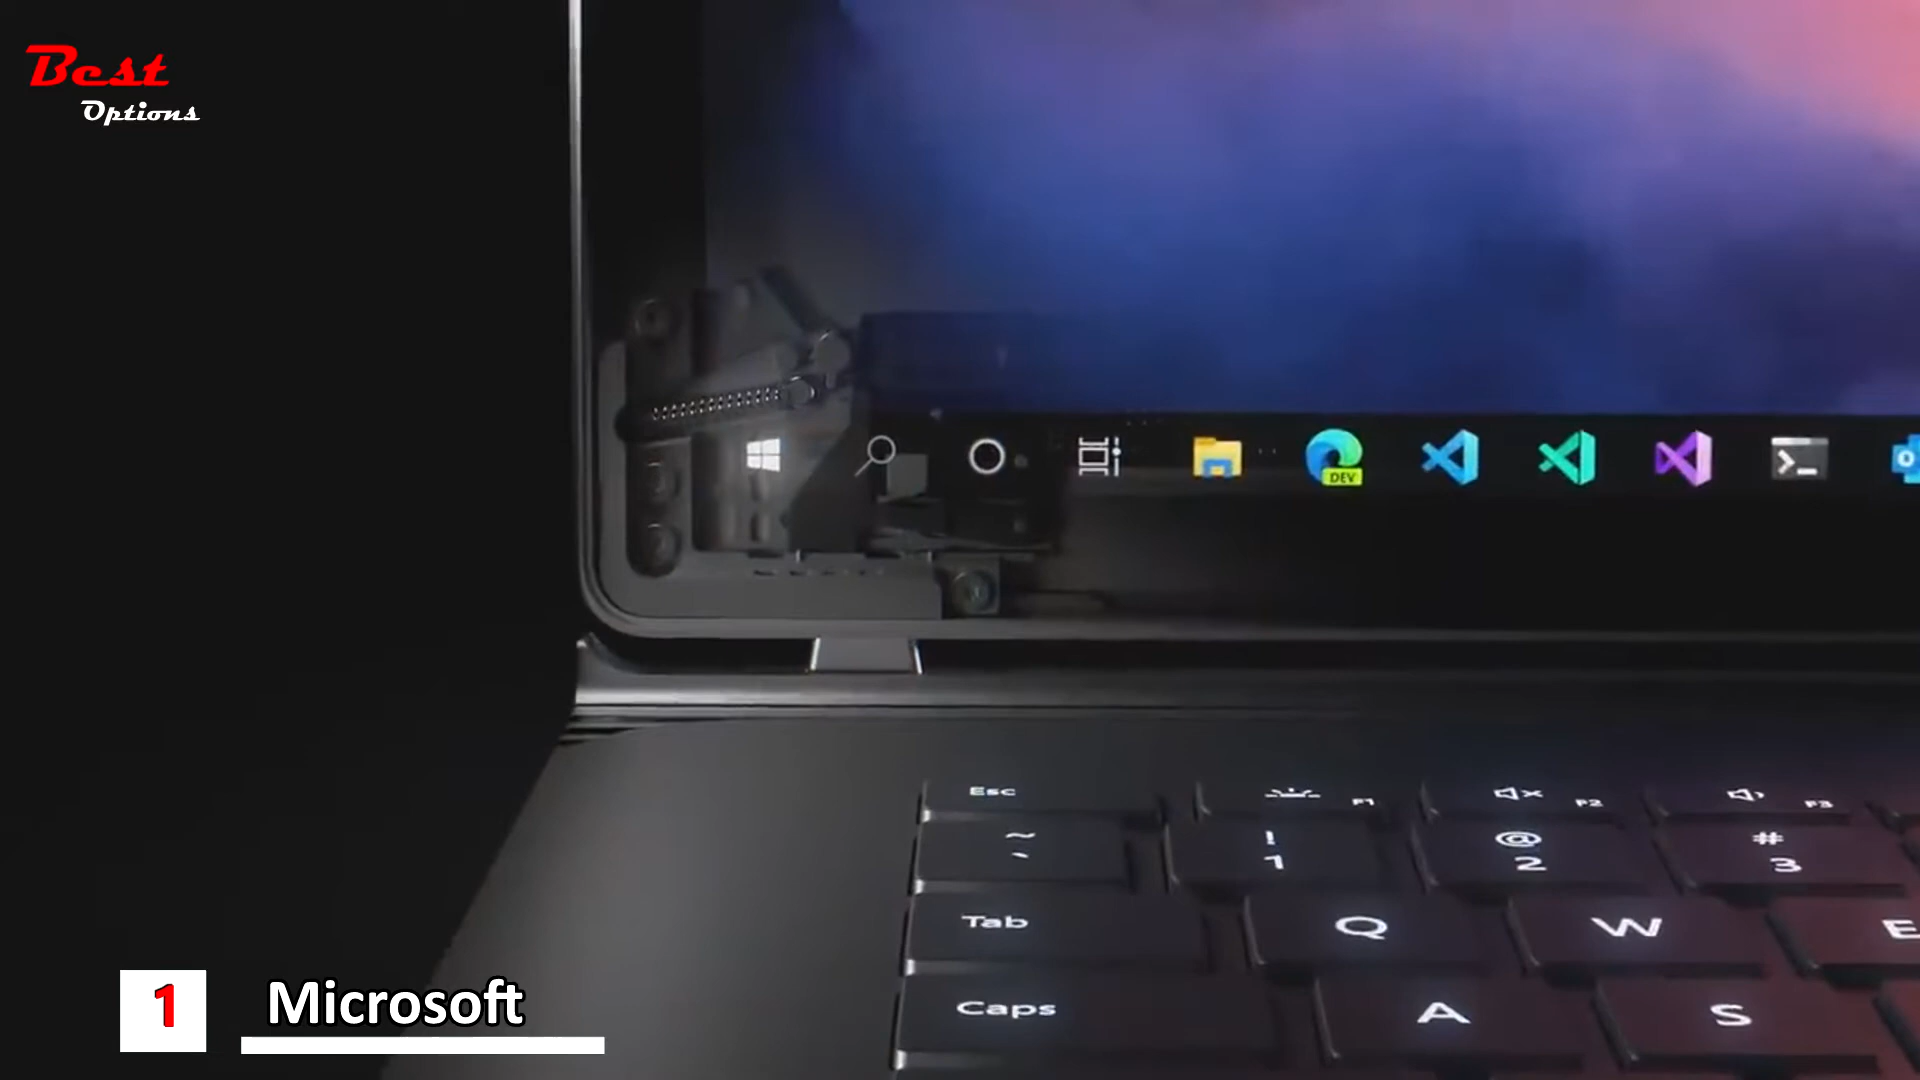 Best
Options
DEV
Esc
F1
F2
F3
~
!
@
#
`
1
2
3
Tab
Q
W
E
Caps
A
S
1
Microsoft